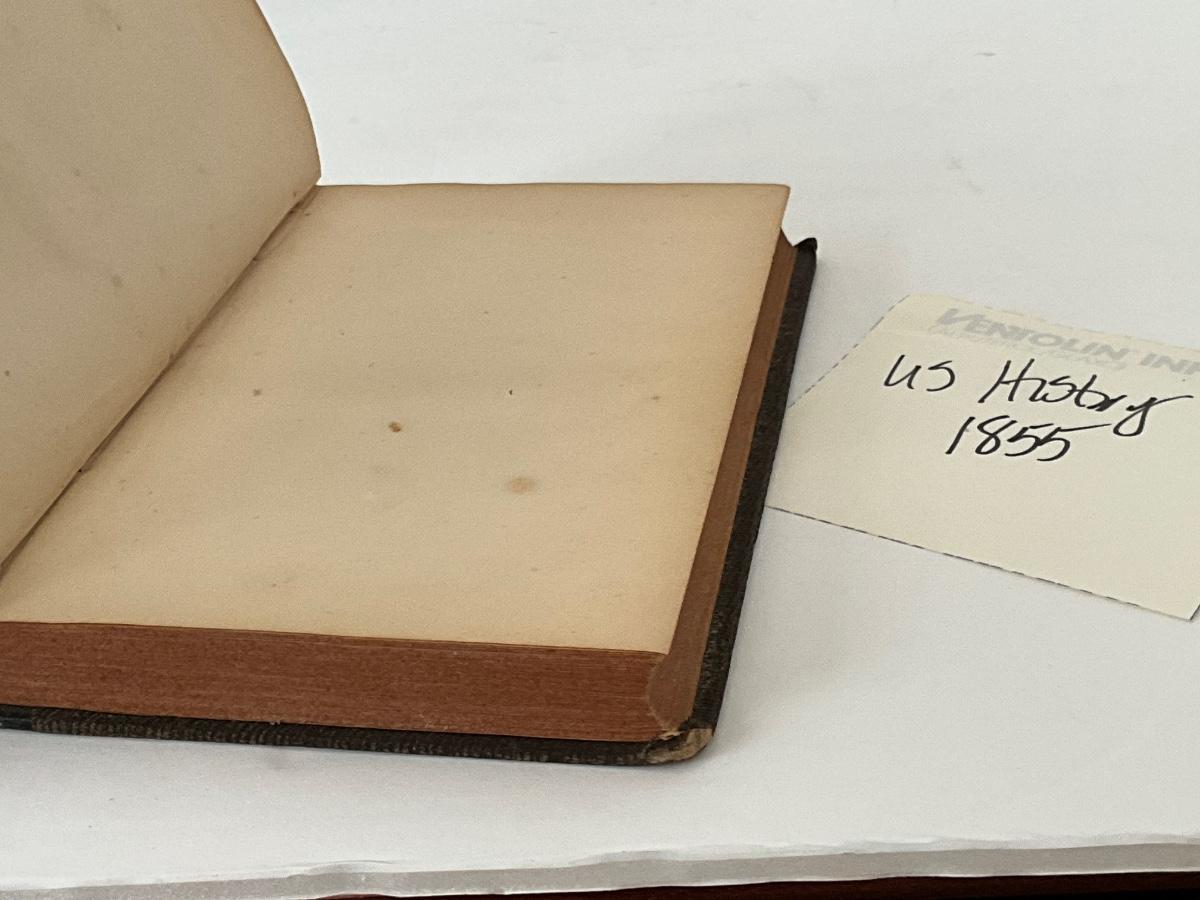 VENTOLIN INH
US History
1855